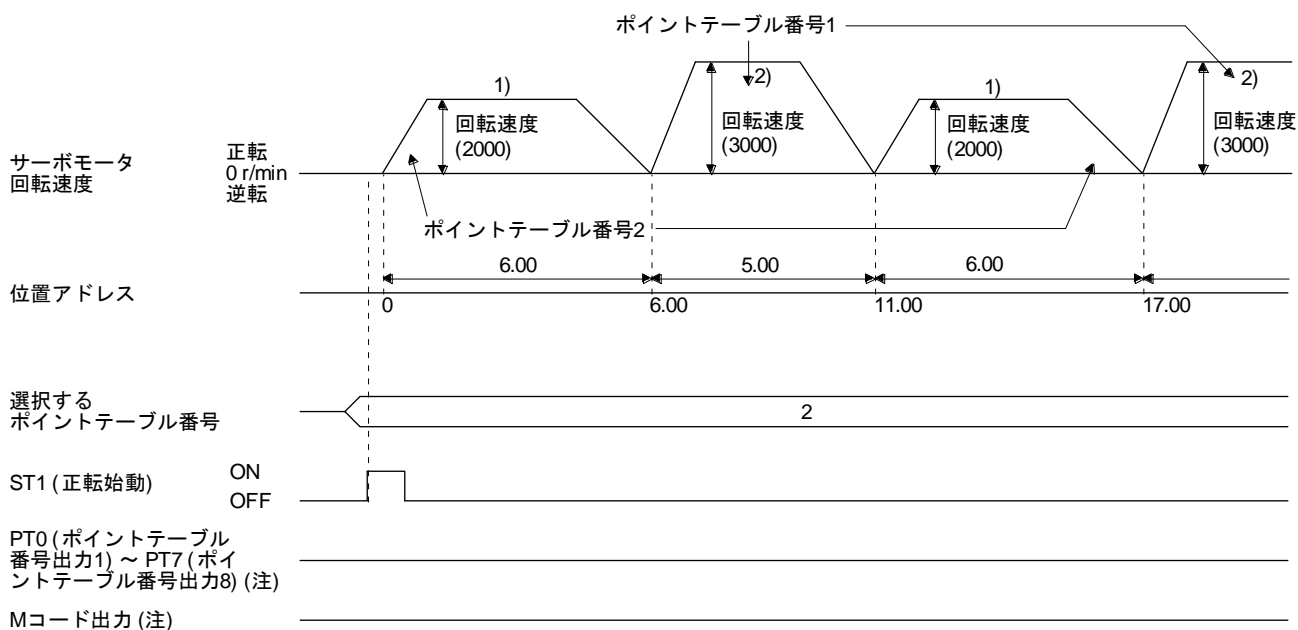 ポイントテーブル番号1
1)
2)
1)
2)
回転速度
(2000)
回転速度
(3000)
回転速度
(2000)
回転速度
(3000)
サーボモータ
回転速度
正転
0 r/min
逆転
ポイントテーブル番号2
6.00
5.00
6.00
位置アドレス
0
6.00
11.00
17.00
選択する
ポイントテーブル番号
2
ST1 (正転始動)
ON
OFF
PT0 (ポイントテーブル
番号出力1) ～ PT7 (ポイ
ントテーブル番号出力8) (注)
Mコード出力 (注)